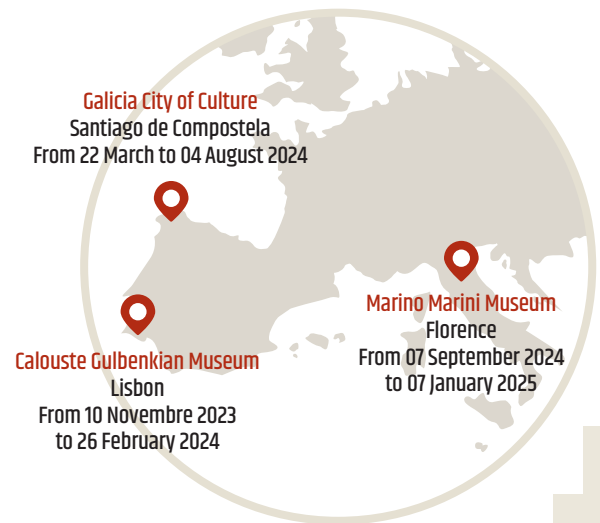 Galicia City of Culture
Santiago de Compostela
From 22 March to 04 August 2024
Marino Marini Museum
Florence
From 07 September 2024
to 07 January 2025
Calouste Gulbenkian Museum
Lisbon
From 10 Novembre 2023
to 26 February 2024